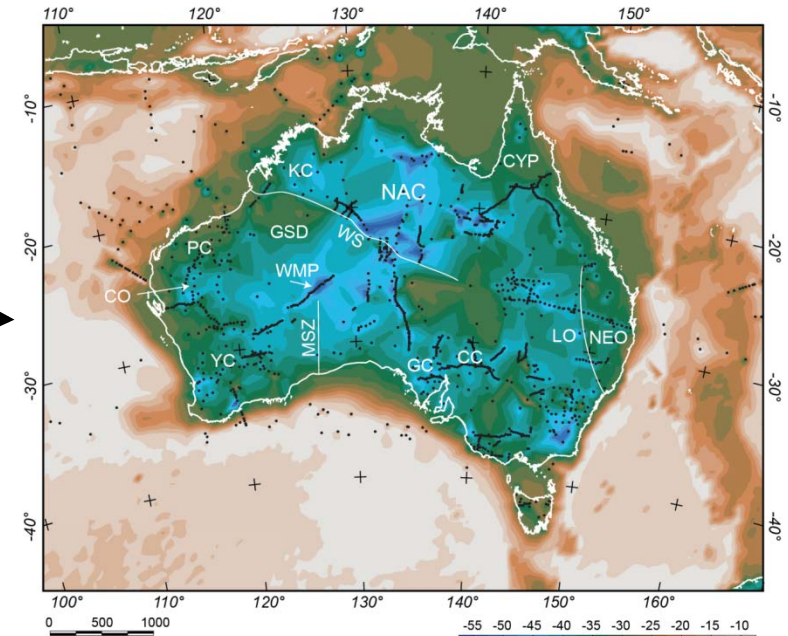 110° 120° 130° 140° 150°
-10° -10°
CYP
KC
NAC
GSD
PC
WS
-20° -20°
WMP
CO
MSZ
LO NEO
YC
GC CC
-30° -30°
-40° -40°
100° 110° 120° 130° 140° 150° 160°
0 500 1000
-55 -50 -45 -40 -35 -30 -25 -20 -15 -10